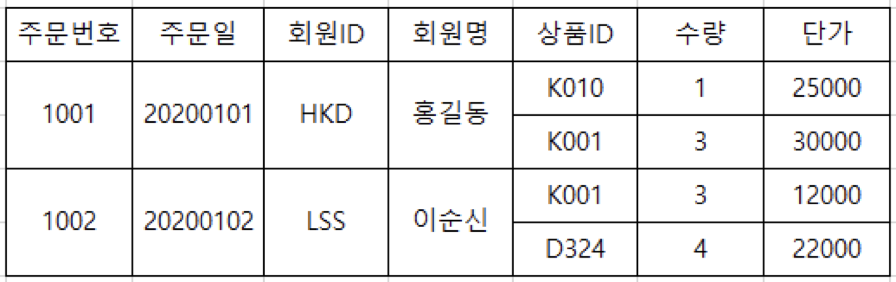 주문번호 주문일 회원ID 회원명 상품ID 수량 단가
1001 20200101 HKD 홍길동 K010 1 25000
K001 3 30000
1002 20200102 LSS 이순신 K001 3 12000
D324 4 22000